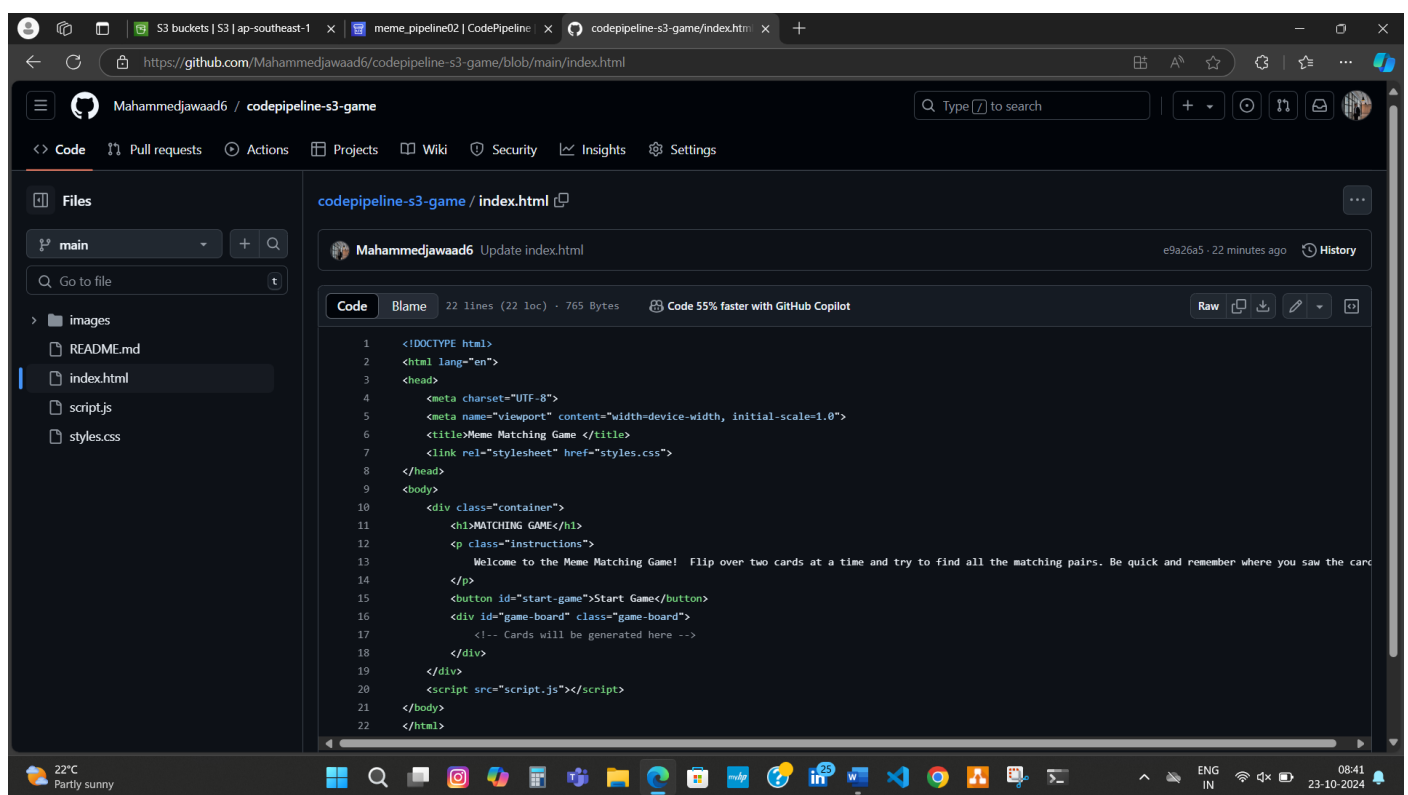 S3 buckets | S3 | ap-southeast-1
meme_pipeline02 | CodePipeline |
codepipeline-s3-game/index.htm
https://github.com/Mahammedjawaad6/codepipeline-s3-game/blob/main/index.html
Mahammedjawaad6 / codepipeline-s3-game
Type / to search
Code
Pull requests
Actions
Projects
Wiki
Security
Insights
Settings
Files
main
Go to file
t
images
README.md
index.html
script.js
styles.css
codepipeline-s3-game / index.html
Mahammedjawaad6 Update index.html
e9a26a5 · 22 minutes ago
History
Code
Blame
22 lines (22 loc) · 765 Bytes
Code 55% faster with GitHub Copilot
Raw
1 <!DOCTYPE html>
2 <html lang="en">
3 <head>
4 <meta charset="UTF-8">
5 <meta name="viewport" content="width=device-width, initial-scale=1.0">
6 <title>Meme Matching Game </title>
7 <link rel="stylesheet" href="styles.css">
8 </head>
9 <body>
10 <div class="container">
11 <h1>MATCHING GAME</h1>
12 <p class="instructions">
13 Welcome to the Meme Matching Game!  Flip over two cards at a time and try to find all the matching pairs. Be quick and remember where you saw the card
14 </p>
15 <button id="start-game">Start Game</button>
16 <div id="game-board" class="game-board">
17 <!-- Cards will be generated here -->
18 </div>
19 </div>
20 <script src="script.js"></script>
21 </body>
22 </html>
22°C
Partly sunny
myhp
25
ENG
IN
08:41
23-10-2024